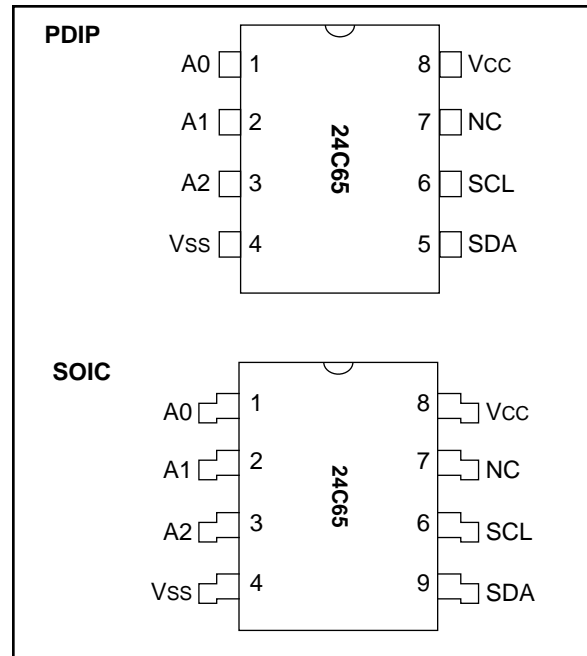 PDIP
A0 1 8 VCC
A1 2 7 NC
24C65
A2 3 6 SCL
VSS 4 5 SDA
SOIC
A0 1 8 VCC
A1 2 7 NC
24C65
A2 3 6 SCL
VSS 4 9 SDA